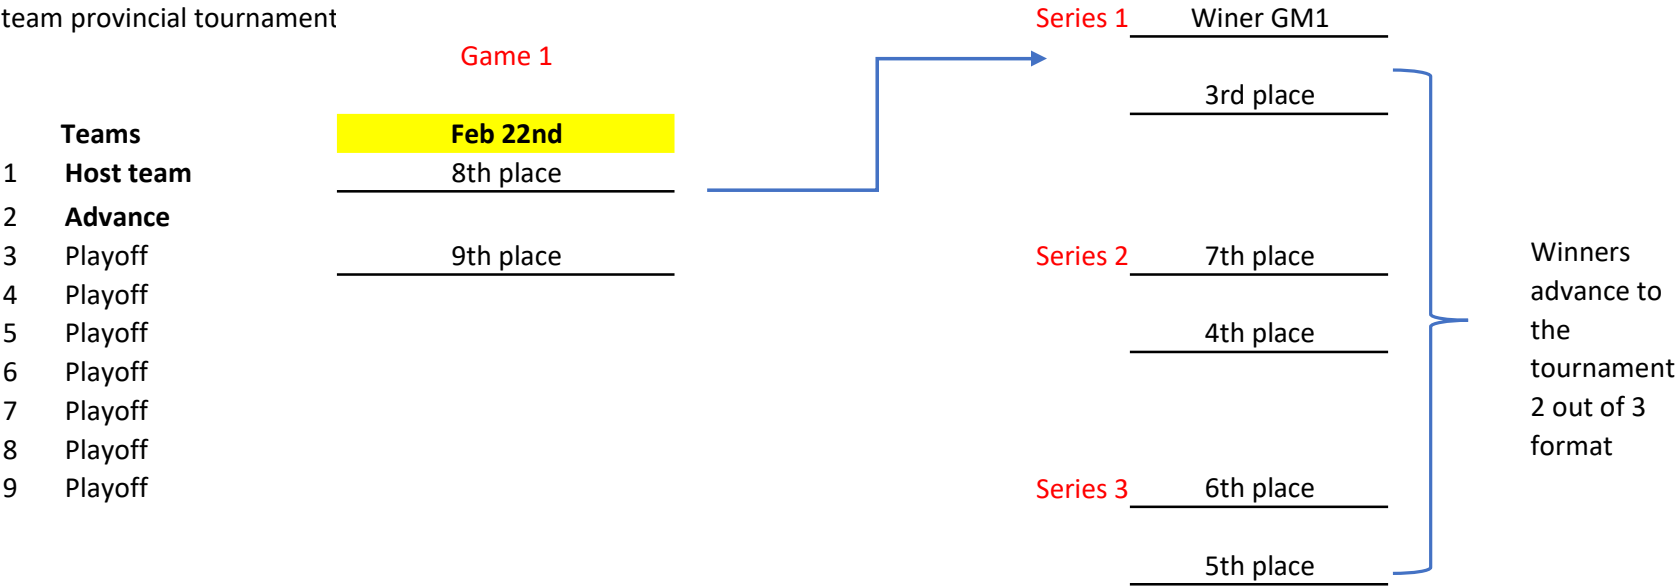 team provincial tournament
Series 1 Winer GM1
Game 1
3rd place
Teams Feb 22nd
1 Host team 8th place
2 Advance
3 Playoff 9th place Series 2 7th place Winners
4 Playoff advance to
5 Playoff 4th place the
6 Playoff tournament
7 Playoff 2 out of 3
8 Playoff format
9 Playoff Series 3 6th place
5th place